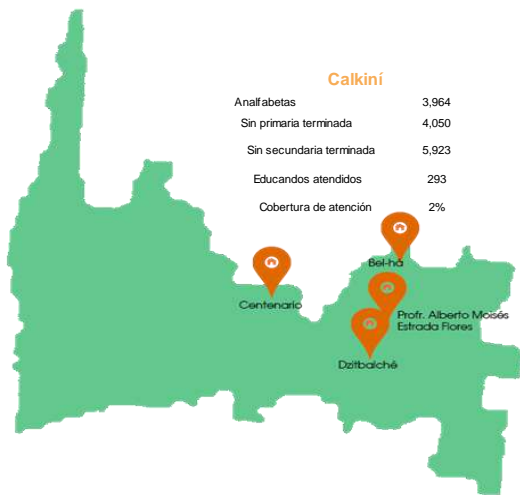 Calkiní
Analfabetas 3,964
Sin primaria terminada 4,050
Sin secundaria terminada 5,923
Educandos atendidos 293
Cobertura de atención 2%
Bel-há
Centenario
Profr. Alberto Moisés
Estrada Flores
Dzitbalché